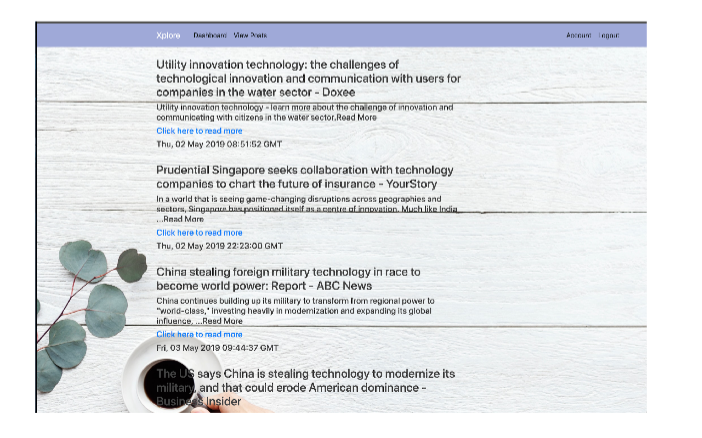 Xplore Dashboard View Posts Account Logout
Utility innovation technology: the challenges of
technological innovation and communication with users for
companies in the water sector - Doxee
Utility innovation technology - learn more about the challenge of innovation and
communicating with citizens in the water sector.Read More
Click here to read more
Thu, 02 May 2019 08:51:52 GMT
Prudential Singapore seeks collaboration with technology
companies to chart the future of insurance - YourStory
In a world that is seeing game-changing disruptions across geographies and
sectors, Singapore has positioned itself as a centre of innovation. Much like India,
...Read More
Click here to read more
Thu, 02 May 2019 22:23:00 GMT
China stealing foreign military technology in race to
become world power: Report - ABC News
China continues building up its military to transform from regional power to
"world-class," investing heavily in modernization and expanding its global
influence, ...Read More
Click here to read more
Fri, 03 May 2019 09:44:37 GMT
The US says China is stealing technology to modernize its
military, and that could erode American dominance -
Business Insider